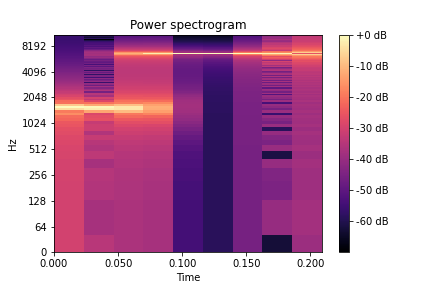 Power spectrogram
8192
4096
2048
1024
512
256
128
64
0
Hz
0.000
0.050
0.100
0.150
0.200
Time
+0 dB
-10 dB
-20 dB
-30 dB
-40 dB
-50 dB
-60 dB